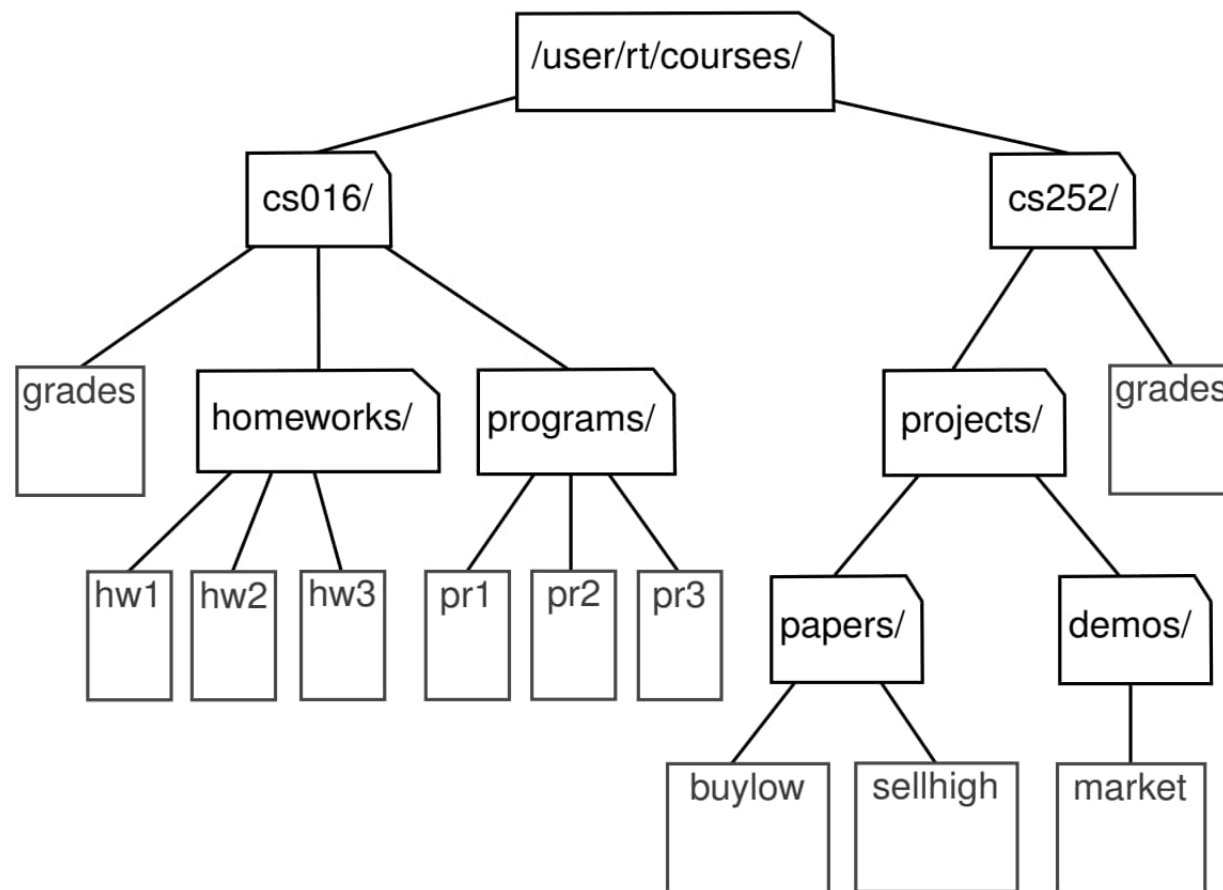 /user/rt/courses/
cs016/
cs252/
grades
homeworks/
programs/
projects/
grades
hw1
hw2
hw3
pr1
pr2
pr3
papers/
demos/
buylow
sellhigh
market